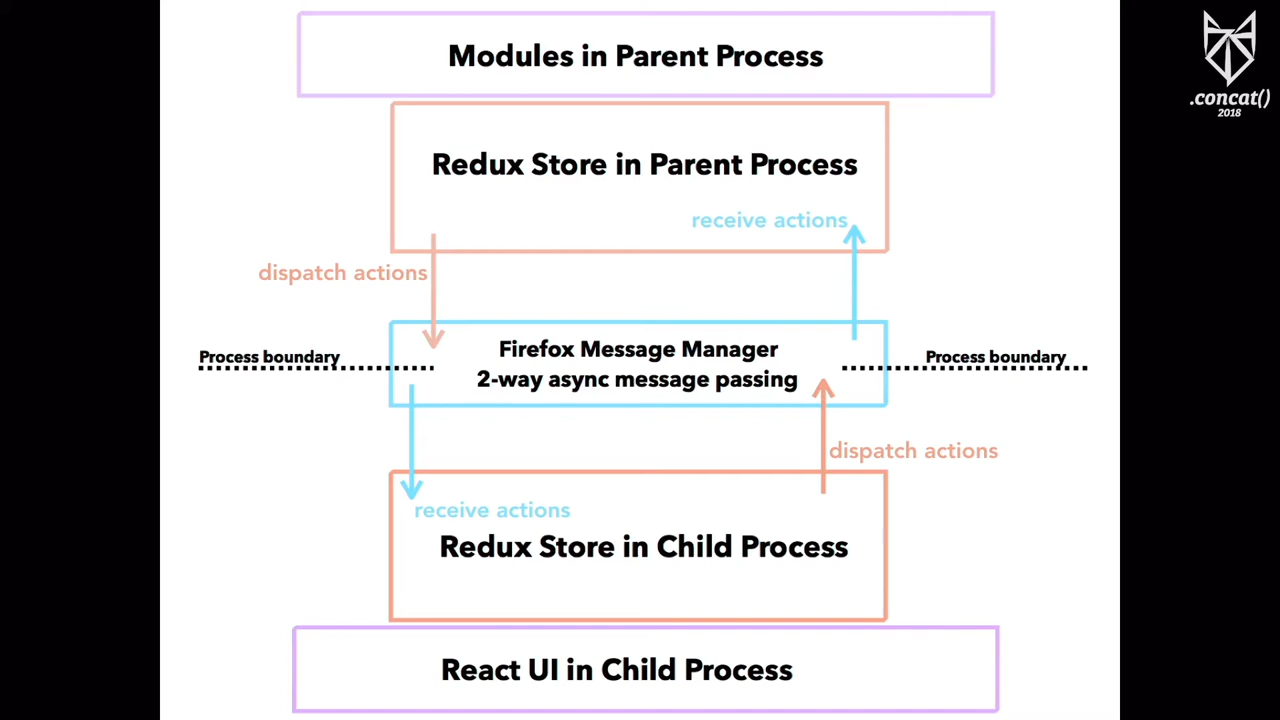 Modules in Parent Process
.concat()
2018
Redux Store in Parent Process
receive actions
dispatch actions
Process boundary
Firefox Message Manager
2-way async message passing
Process boundary
dispatch actions
receive actions
Redux Store in Child Process
React UI in Child Process